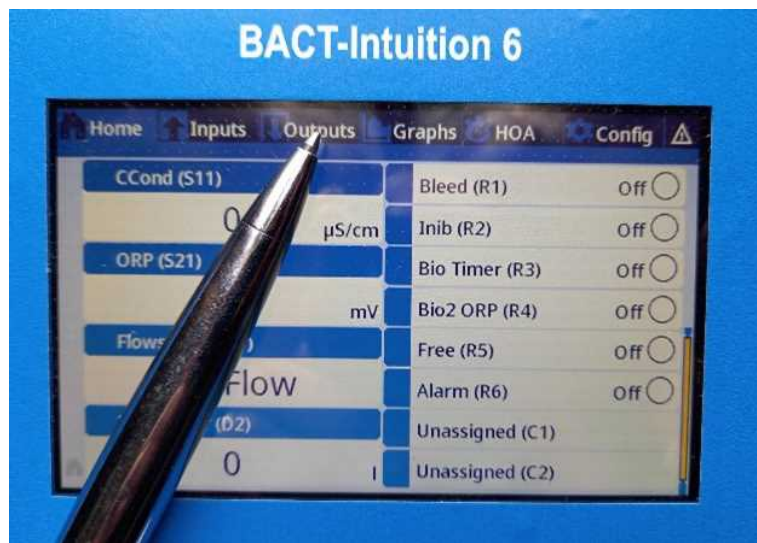 BACT-Intuition 6
Home Inputs Outputs Graphs HOA Config
CCond (S11)
0 µS/cm
ORP (S21)
mV
Flow
(D2)
0 l
Bleed (R1) Off
Inib (R2) Off
Bio Timer (R3) Off
Bio2 ORP (R4) Off
Free (R5) Off
Alarm (R6) Off
Unassigned (C1)
Unassigned (C2)